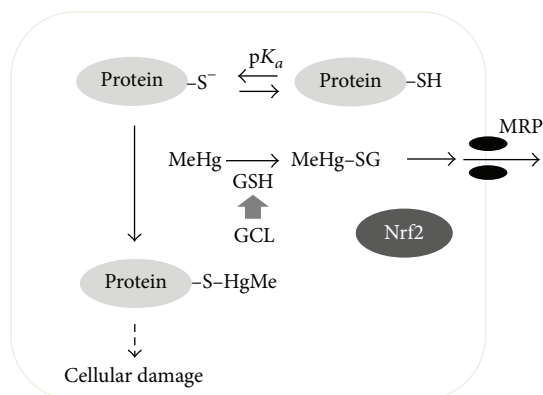 pKa
Protein –S⁻
Protein –SH
MRP
MeHg
MeHg–SG
GSH
GCL
Nrf2
Protein –S–HgMe
Cellular damage